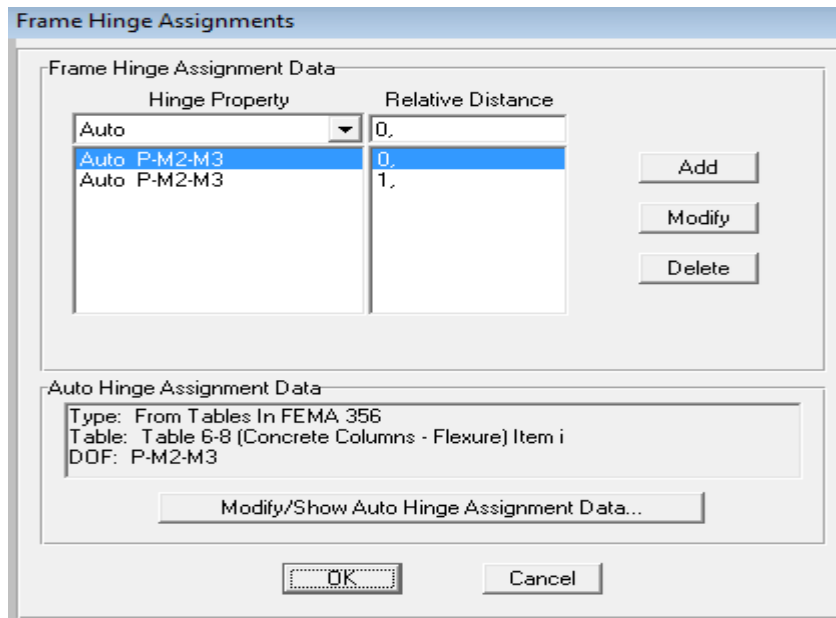 Frame Hinge Assignments
Frame Hinge Assignment Data
Hinge Property Relative Distance
Auto 0,
Auto P-M2-M3 0,
Auto P-M2-M3 1,
Add
Modify
Delete
Auto Hinge Assignment Data
Type: From Tables In FEMA 356
Table: Table 6-8 (Concrete Columns - Flexure) Item i
DOF: P-M2-M3
Modify/Show Auto Hinge Assignment Data...
OK Cancel